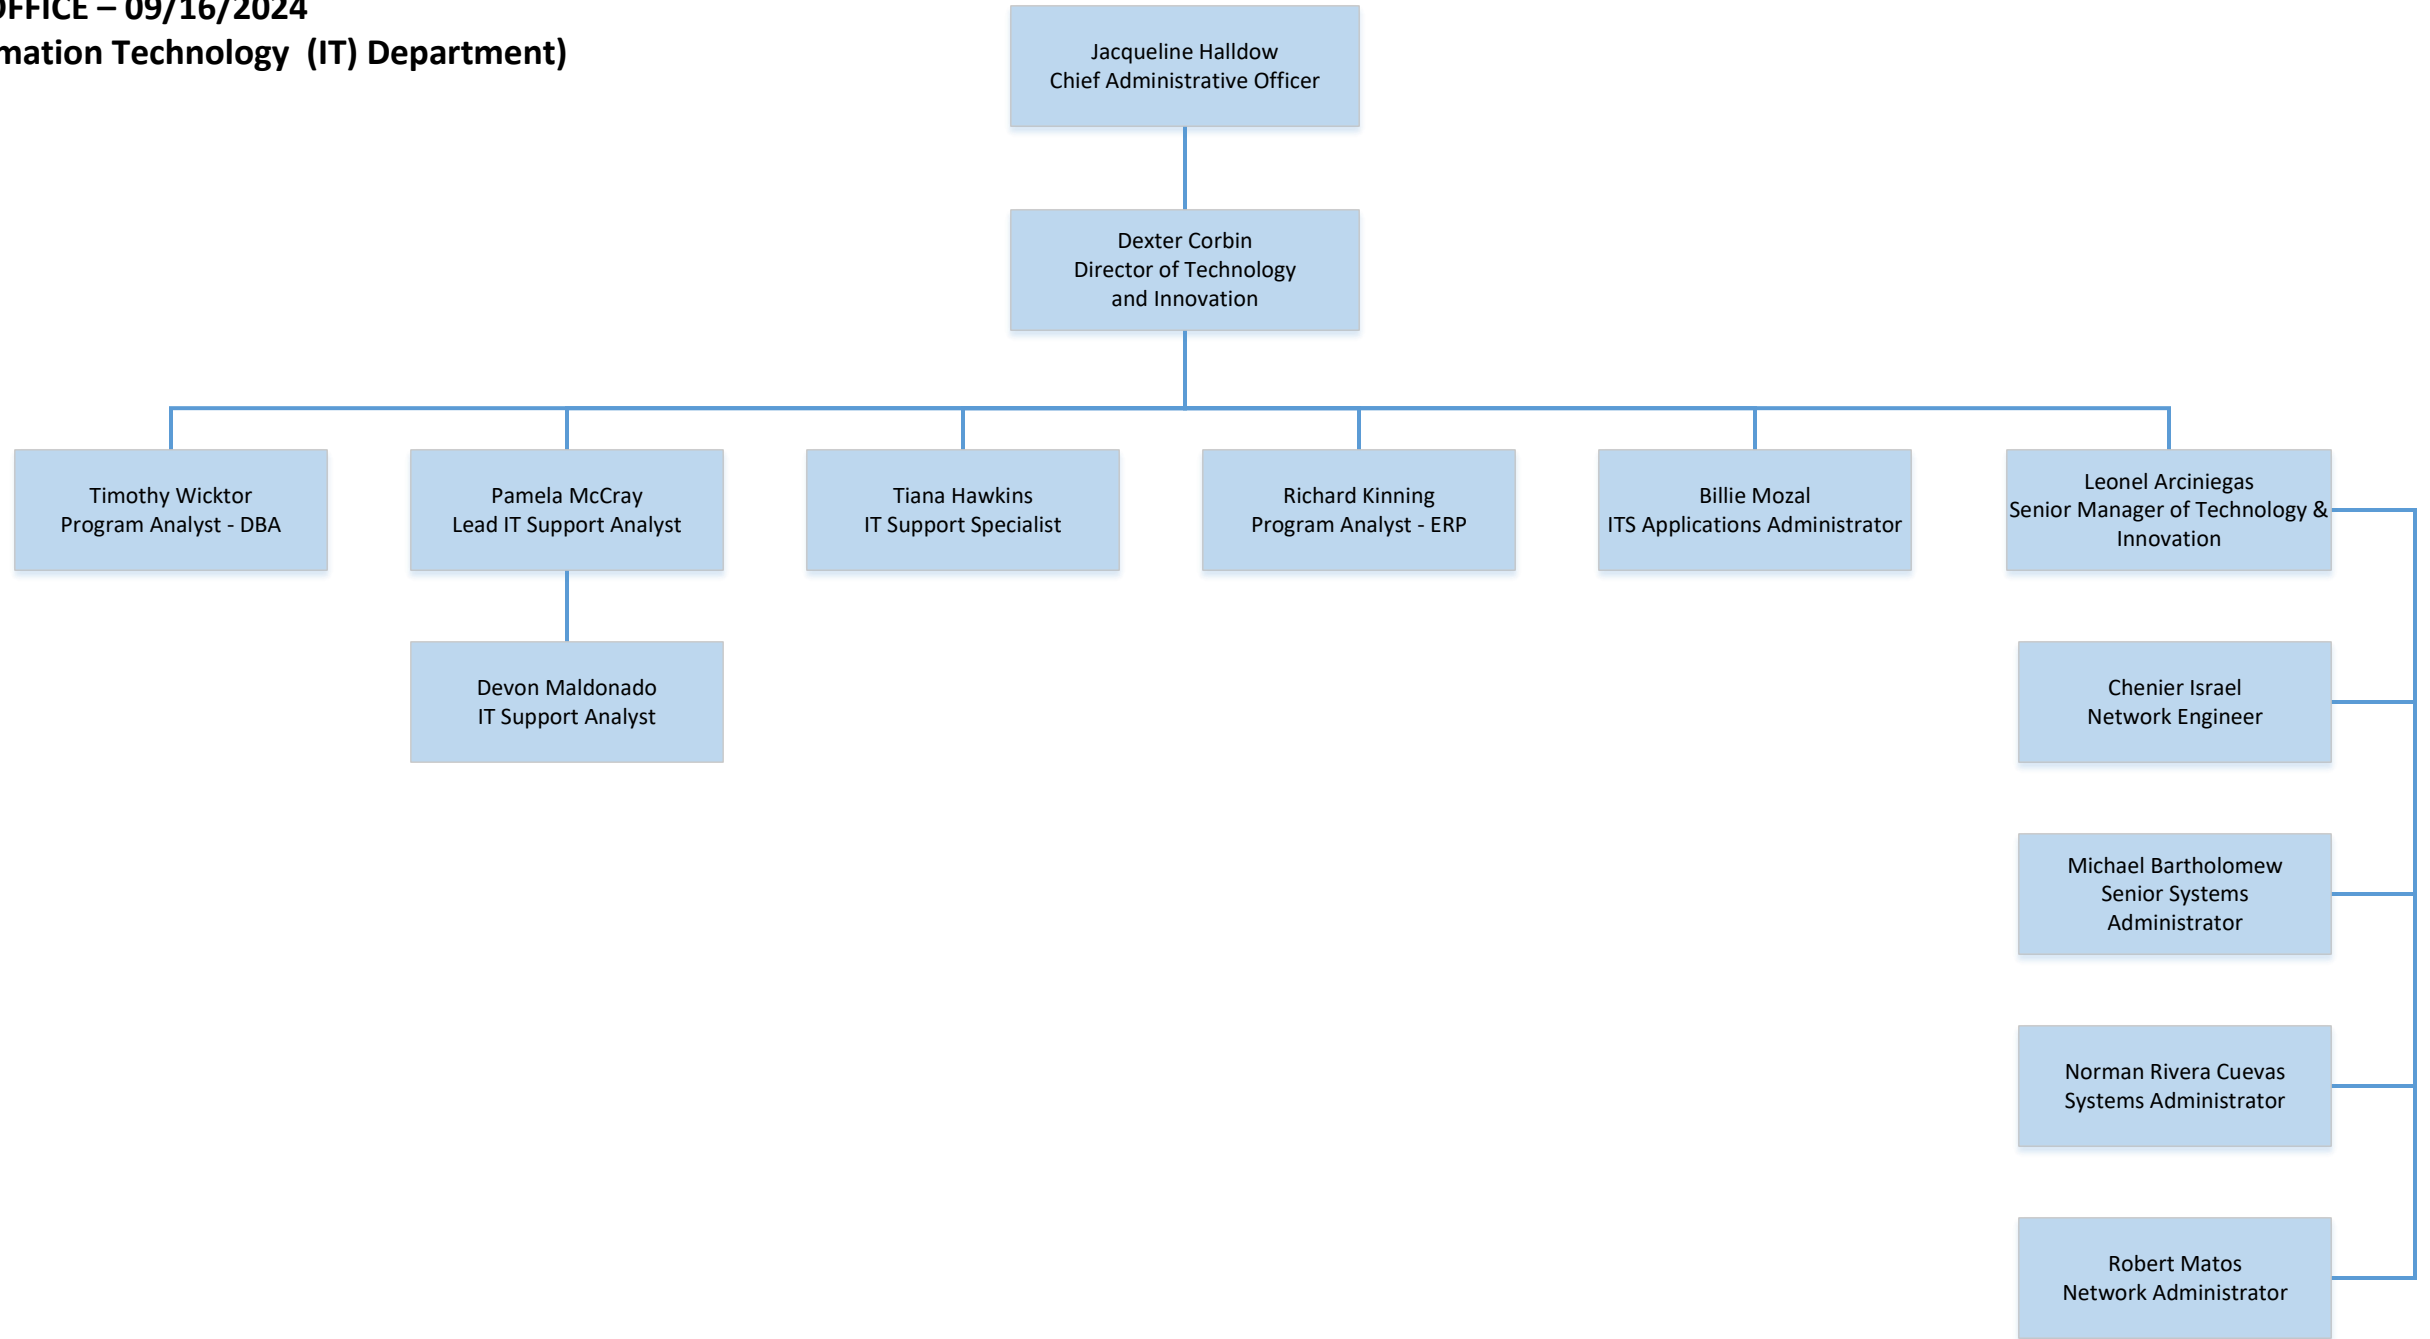 OFFICE – 09/16/2024
mation Technology (IT) Department)
Jacqueline Halldow
Chief Administrative Officer
Dexter Corbin
Director of Technology
and Innovation
Timothy Wicktor
Program Analyst - DBA
Pamela McCray
Lead IT Support Analyst
Tiana Hawkins
IT Support Specialist
Richard Kinning
Program Analyst - ERP
Billie Mozal
ITS Applications Administrator
Leonel Arciniegas
Senior Manager of Technology &
Innovation
Devon Maldonado
IT Support Analyst
Chenier Israel
Network Engineer
Michael Bartholomew
Senior Systems
Administrator
Norman Rivera Cuevas
Systems Administrator
Robert Matos
Network Administrator